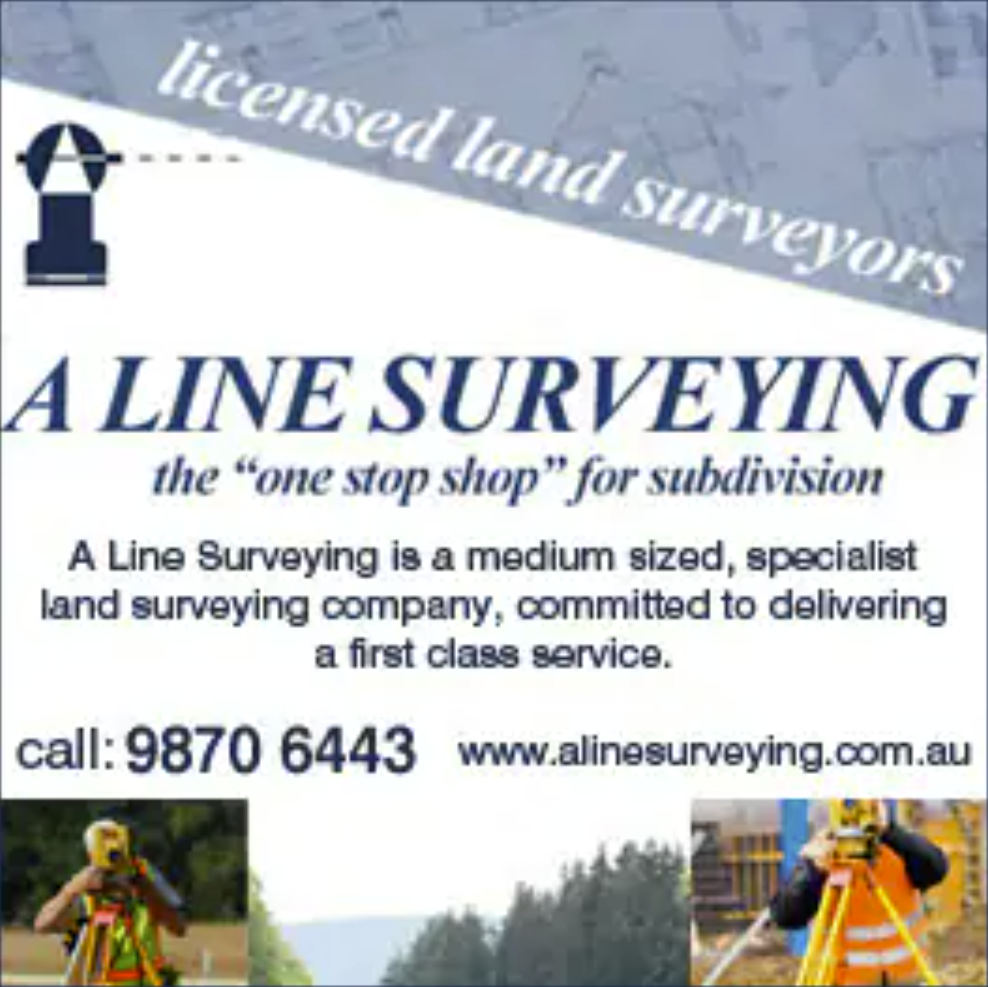 licensed land surveyors
A LINE SURVEYING
the “one stop shop” for subdivision
A Line Surveying is a medium sized, specialist
land surveying company, committed to delivering
a first class service.
call: 9870 6443 www.alinesurveying.com.au